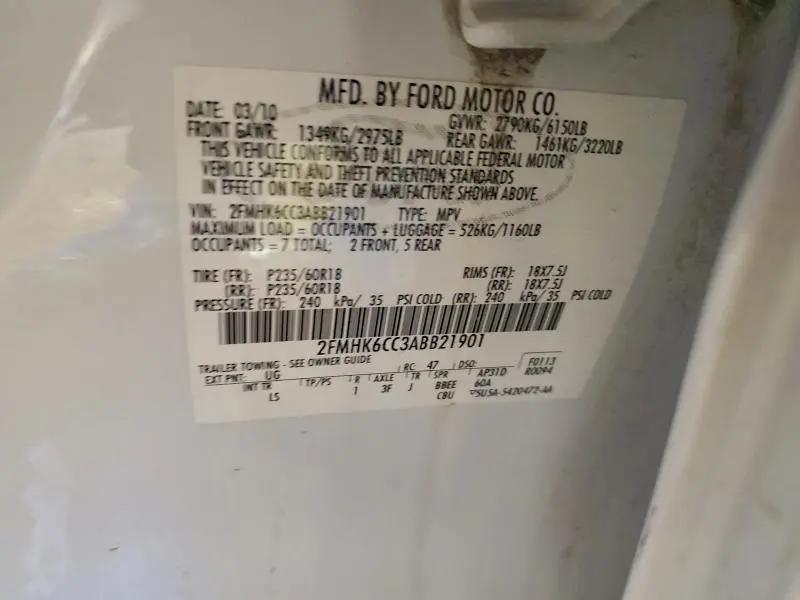 MFD. BY FORD MOTOR CO.
DATE: 03/10 GVWR: 2790KG/6150LB
FRONT GAWR: 1349KG/2975LB REAR GAWR: 1461KG/3220LB
THIS VEHICLE CONFORMS TO ALL APPLICABLE FEDERAL MOTOR
VEHICLE SAFETY AND THEFT PREVENTION STANDARDS
IN EFFECT ON THE DATE OF MANUFACTURE SHOWN ABOVE.
VIN: 2FMHK6CC3ABB21901 TYPE: MPV
MAXIMUM LOAD = OCCUPANTS + LUGGAGE = 526KG/1160LB
OCCUPANTS = 7 TOTAL; 2 FRONT, 5 REAR
TIRE (FR): P235/60R18 RIMS (FR): 18X7.5J
(RR): P235/60R18 (RR): 18X7.5J
PRESSURE (FR): 240 kPa/ 35 PSI COLD (RR): 240 kPa/ 35 PSI COLD
2FMHK6CC3ABB21901
TRAILER TOWING - SEE OWNER GUIDE RC: 47 DSO: F0113
EXT PNT: UG AP31D R0094
INT TR TP/PS R AXLE TR SPR
LS 1 3F J BBEE 60A
CBU 5U5A-5420472-AA